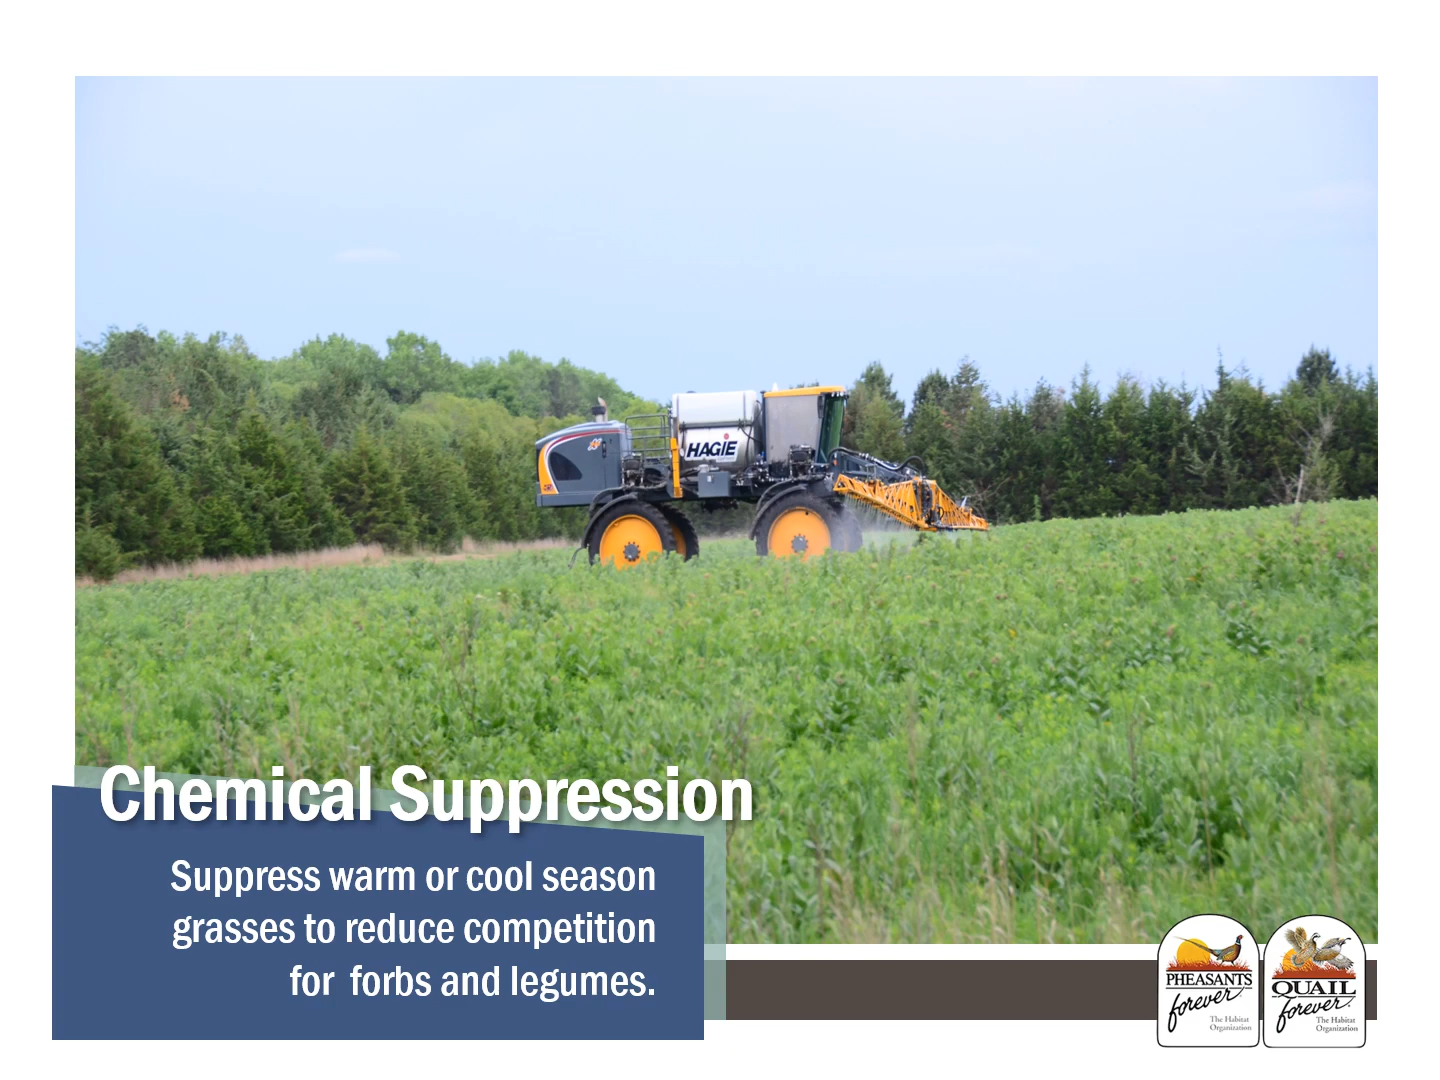 HAGIE
Chemical Suppression
Suppress warm or cool season
grasses to reduce competition
for forbs and legumes.
PHEASANTS
forever
The Habitat
Organization
QUAIL
forever
The Habitat
Organization